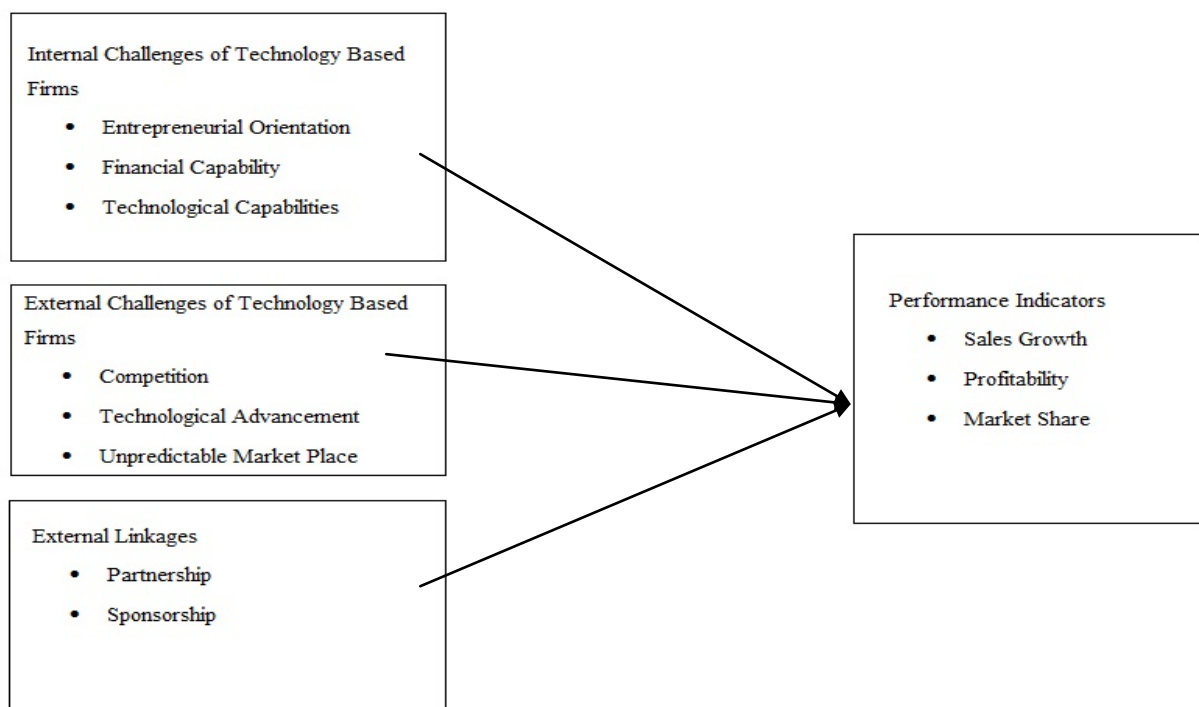 Internal Challenges of Technology Based
Firms
• Entrepreneurial Orientation
• Financial Capability
• Technological Capabilities
External Challenges of Technology Based
Firms
• Competition
• Technological Advancement
• Unpredictable Market Place
External Linkages
• Partnership
• Sponsorship
Performance Indicators
• Sales Growth
• Profitability
• Market Share